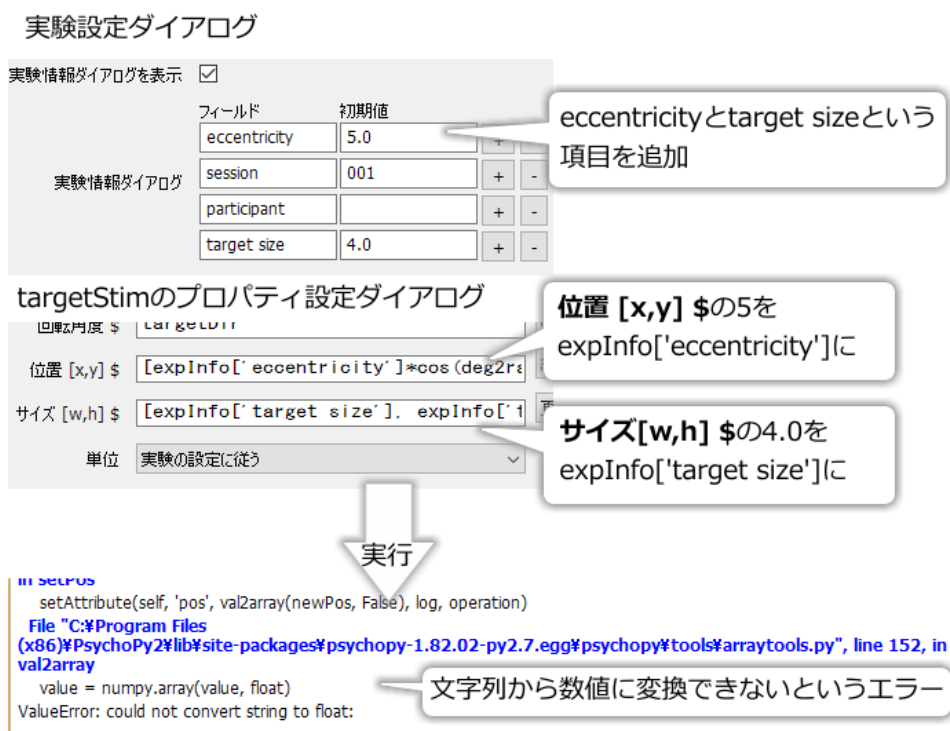 実験設定ダイアログ
実験情報ダイアログを表示
フィールド 初期値
eccentricity 5.0 + -
実験情報ダイアログ
session 001 + -
participant + -
target size 4.0 + -
eccentricityとtarget sizeという
項目を追加
targetStimのプロパティ設定ダイアログ
回転角度 $ targetDir
位置 [x,y] $ [expInfo['eccentricity']*cos(deg2ra
サイズ [w,h] $ [expInfo['target size'], expInfo['t
単位 実験の設定に従う
位置 [x,y] $の5を
expInfo['eccentricity']に
サイズ[w,h] $の4.0を
expInfo['target size']に
実行
in setPos
setAttribute(self, 'pos', val2array(newPos, False), log, operation)
File "C:¥Program Files
(x86)¥PsychoPy2¥lib¥site-packages¥psychopy-1.82.02-py2.7.egg¥psychopy¥tools¥arraytools.py", line 152, in
val2array
value = numpy.array(value, float)
ValueError: could not convert string to float:
文字列から数値に変換できないというエラー